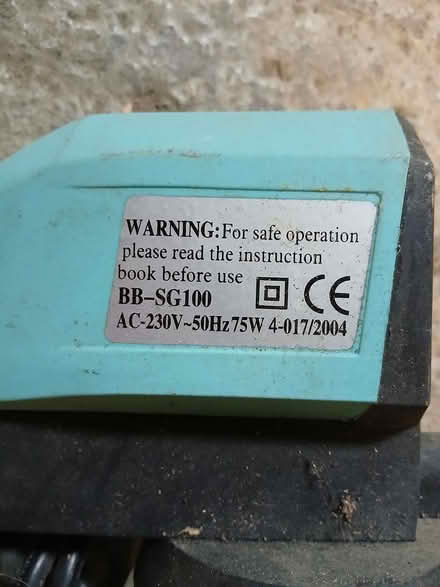 WARNING: For safe operation
please read the instruction
book before use
BB-SG100 CE
AC-230V~50Hz 75W 4-017/2004